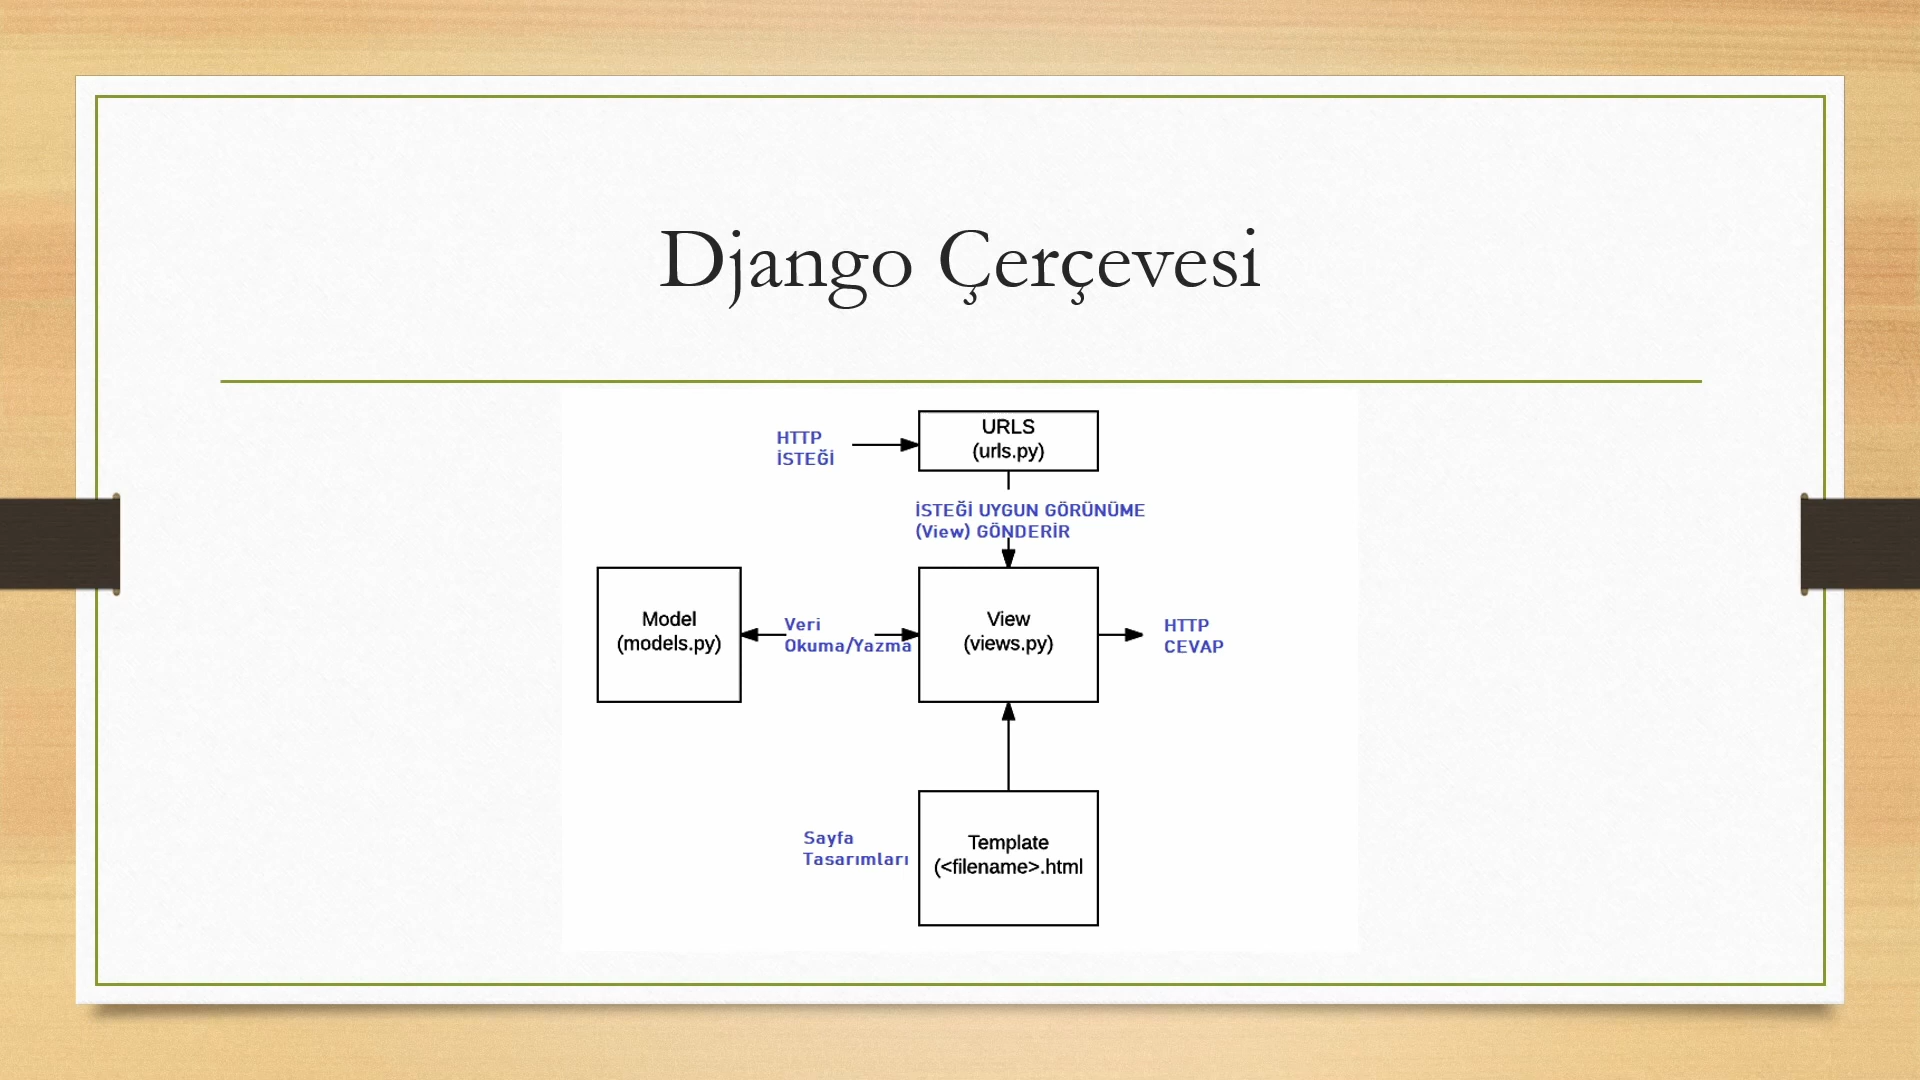 Django Çerçevesi
HTTP
İSTEĞİ
URLS
(urls.py)
İSTEĞİ UYGUN GÖRÜNÜME
(View) GÖNDERİR
Model
(models.py)
Veri
Okuma/Yazma
View
(views.py)
HTTP
CEVAP
Sayfa
Tasarımları
Template
(<filename>.html